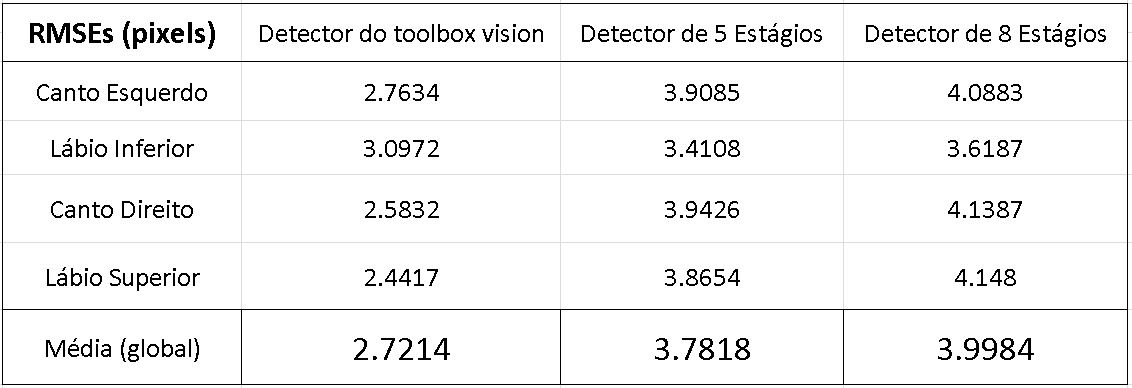 RMSEs (pixels) Detector do toolbox vision Detector de 5 Estágios Detector de 8 Estágios
Canto Esquerdo 2.7634 3.9085 4.0883
Lábio Inferior 3.0972 3.4108 3.6187
Canto Direito 2.5832 3.9426 4.1387
Lábio Superior 2.4417 3.8654 4.148
Média (global) 2.7214 3.7818 3.9984